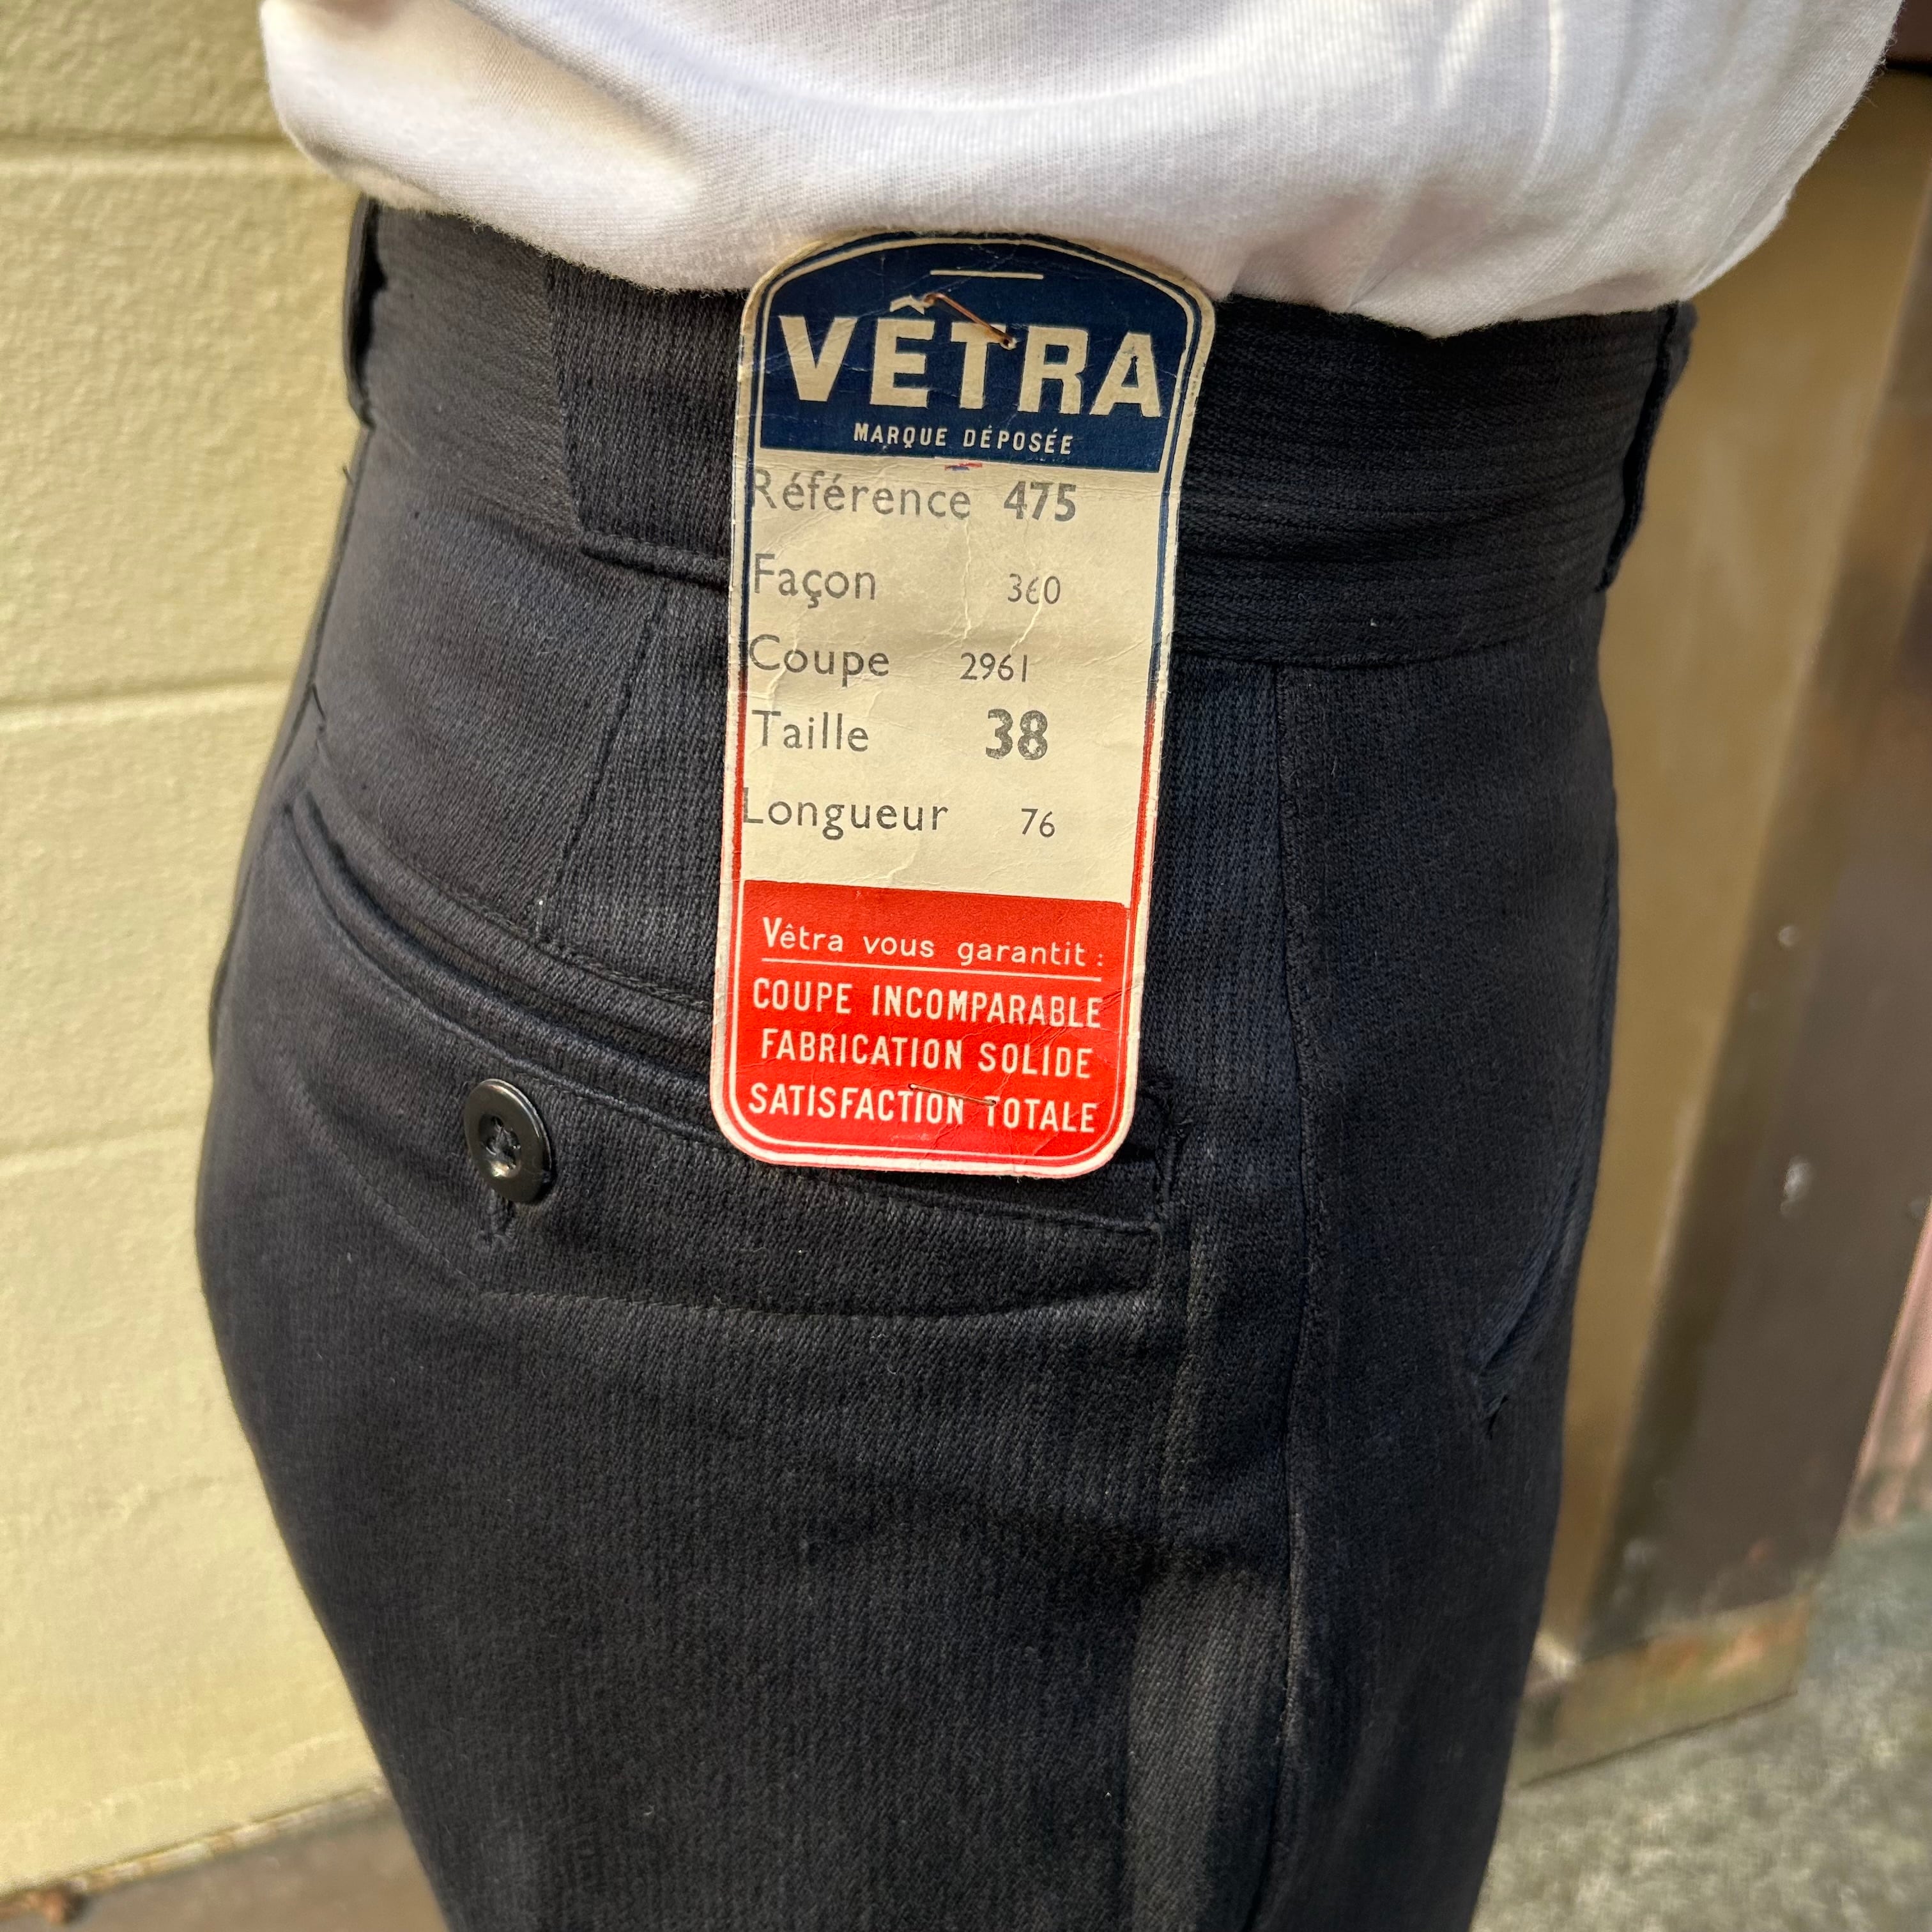 VÊTRA
MARQUE DÉPOSÉE
Référence 475
Façon 360
Coupe 2961
Taille 38
Longueur 76
Vêtra vous garantit :
COUPE INCOMPARABLE
FABRICATION SOLIDE
SATISFACTION TOTALE